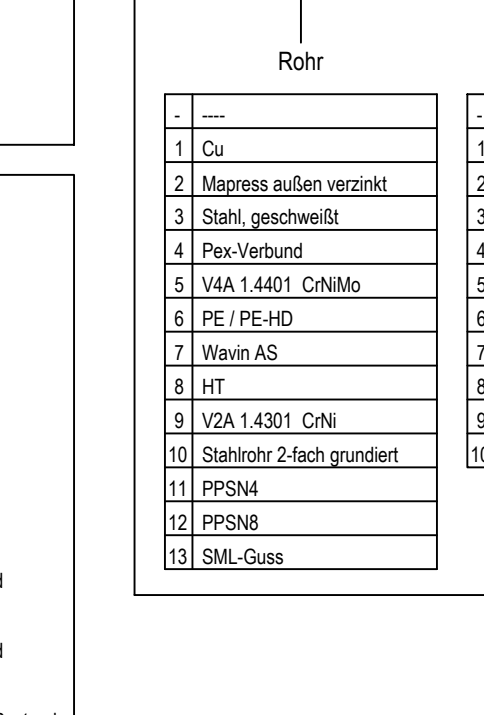 Rohr
- ----
1 Cu
2 Mapress außen verzinkt
3 Stahl, geschweißt
4 Pex-Verbund
5 V4A 1.4401 CrNiMo
6 PE / PE-HD
7 Wavin AS
8 HT
9 V2A 1.4301 CrNi
10 Stahlrohr 2-fach grundiert
11 PPSN4
12 PPSN8
13 SML-Guss
-
1
2
3
4
5
6
7
8
9
10